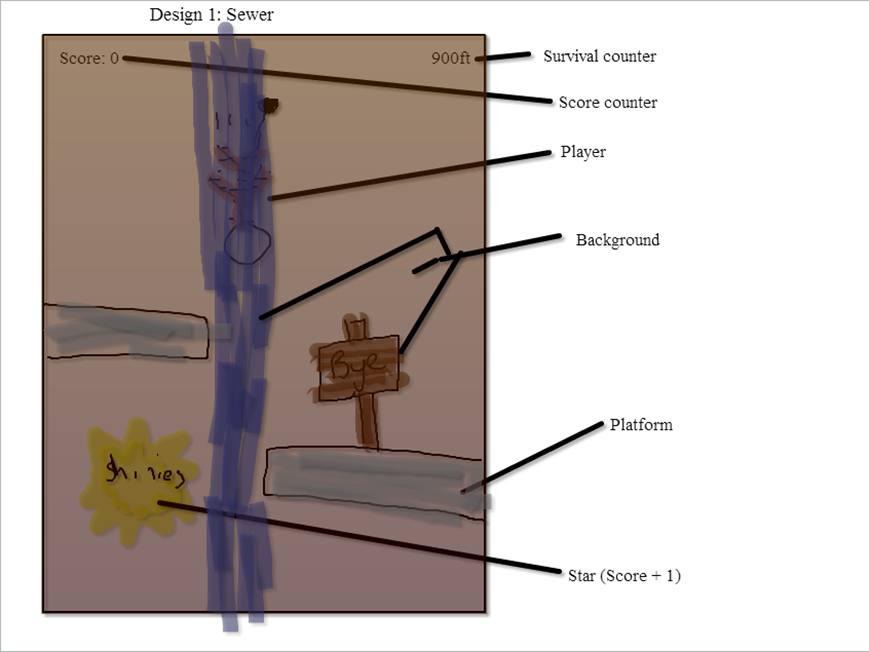 Design 1: Sewer
Score: 0
900ft
Survival counter
Score counter
Player
Background
Bye
Platform
Shinies
Star (Score + 1)